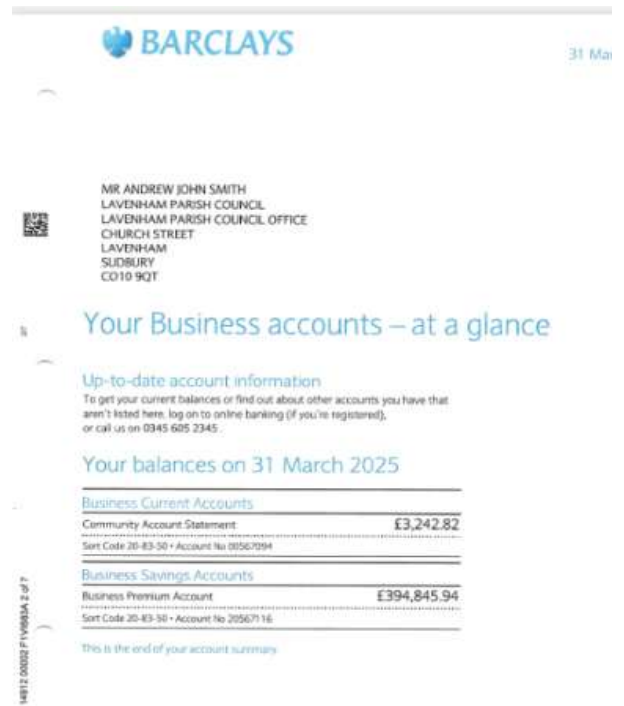 BARCLAYS
31 Mar
MR ANDREW JOHN SMITH
LAVENHAM PARISH COUNCIL
LAVENHAM PARISH COUNCIL OFFICE
CHURCH STREET
LAVENHAM
SUDBURY
CO10 9QT
Your Business accounts – at a glance
Up-to-date account information
To get your current balances or find out about other accounts you have that
aren't listed here, log on to online banking (if you're registered),
or call us on 0345 605 2345.
Your balances on 31 March 2025
Business Current Accounts
Community Account Statement £3,242.82
Sort Code 20-83-50 • Account No 00567094
Business Savings Accounts
Business Premium Account £394,845.94
Sort Code 20-83-50 • Account No 20567116
This is the end of your account summary
2 of 7